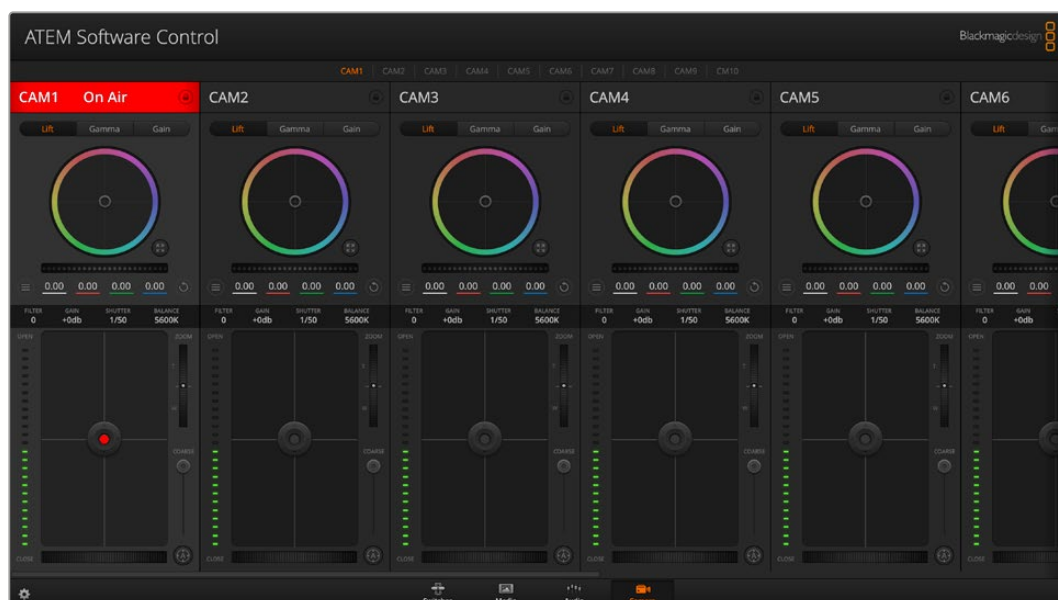 ATEM Software Control
Blackmagicdesign
CAM1 CAM2 CAM3 CAM4 CAM5 CAM6 CAM7 CAM8 CAM9 CM10
CAM1 On Air CAM2 CAM3 CAM4 CAM5 CAM6
Lift Gamma Gain Lift Gamma Gain Lift Gamma Gain Lift Gamma Gain Lift Gamma Gain Lift
0.00 0.00 0.00 0.00 0.00 0.00 0.00 0.00 0.00 0.00 0.00 0.00 0.00 0.00 0.00 0.00 0.00 0.00 0.00 0.00 0.00 0.00
FILTER GAIN SHUTTER BALANCE FILTER GAIN SHUTTER BALANCE FILTER GAIN SHUTTER BALANCE FILTER GAIN SHUTTER BALANCE FILTER GAIN SHUTTER BALANCE FILTER GAIN
0 +0db 1/50 5600K 0 +0db 1/50 5600K 0 +0db 1/50 5600K 0 +0db 1/50 5600K 0 +0db 1/50 5600K 0 +0db
OPEN ZOOM OPEN ZOOM OPEN ZOOM OPEN ZOOM OPEN ZOOM OPEN
T T T T T
W W W W W
COARSE COARSE COARSE COARSE COARSE
CLOSE CLOSE CLOSE CLOSE CLOSE CLOSE